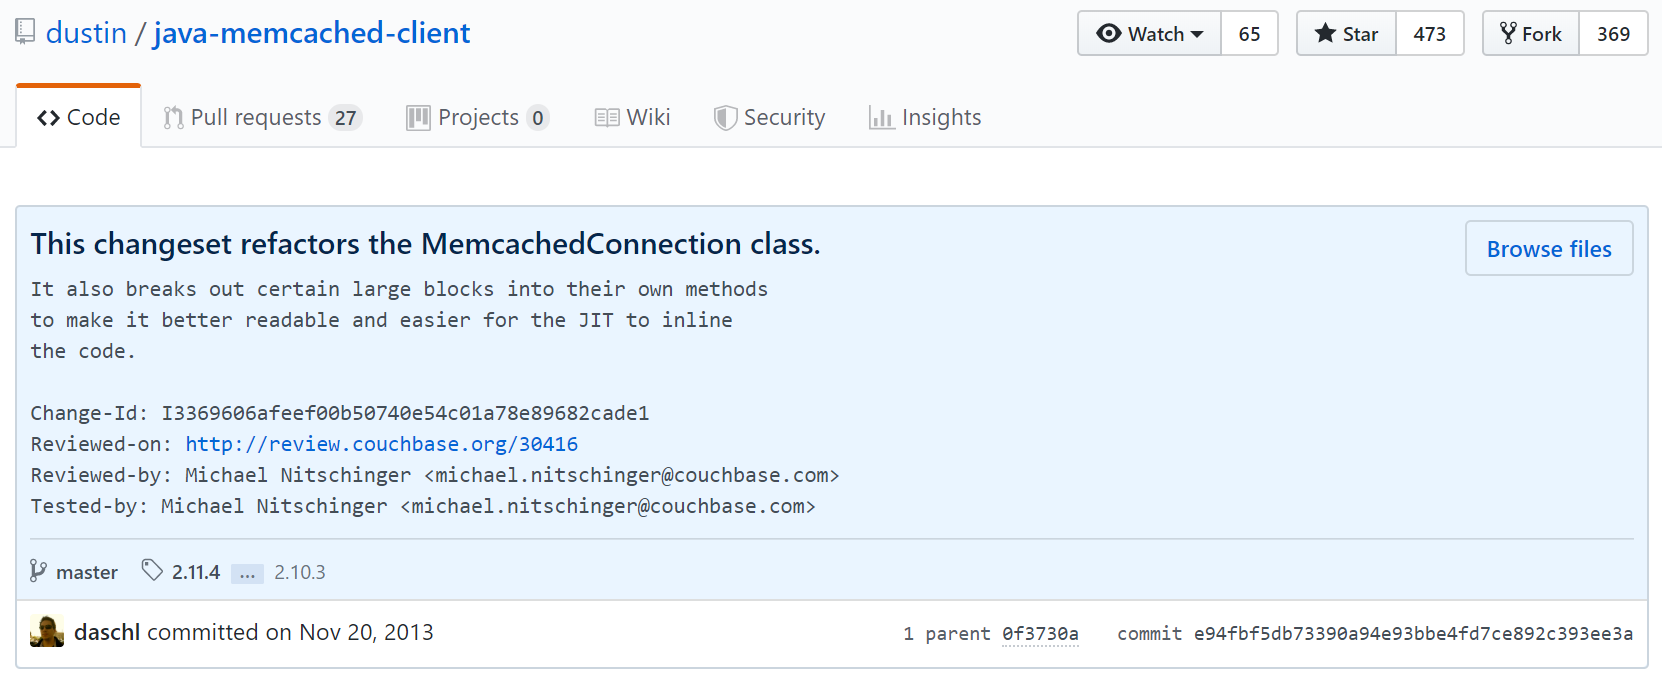 dustin / java-memcached-client
Watch 65 Star 473 Fork 369
Code Pull requests 27 Projects 0 Wiki Security Insights
This changeset refactors the MemcachedConnection class.
Browse files
It also breaks out certain large blocks into their own methods
to make it better readable and easier for the JIT to inline
the code.
Change-Id: I3369606afeef00b50740e54c01a78e89682cade1
Reviewed-on: http://review.couchbase.org/30416
Reviewed-by: Michael Nitschinger <michael.nitschinger@couchbase.com>
Tested-by: Michael Nitschinger <michael.nitschinger@couchbase.com>
master 2.11.4 ... 2.10.3
daschl committed on Nov 20, 2013 1 parent 0f3730a commit e94fbf5db73390a94e93bbe4fd7ce892c393ee3a